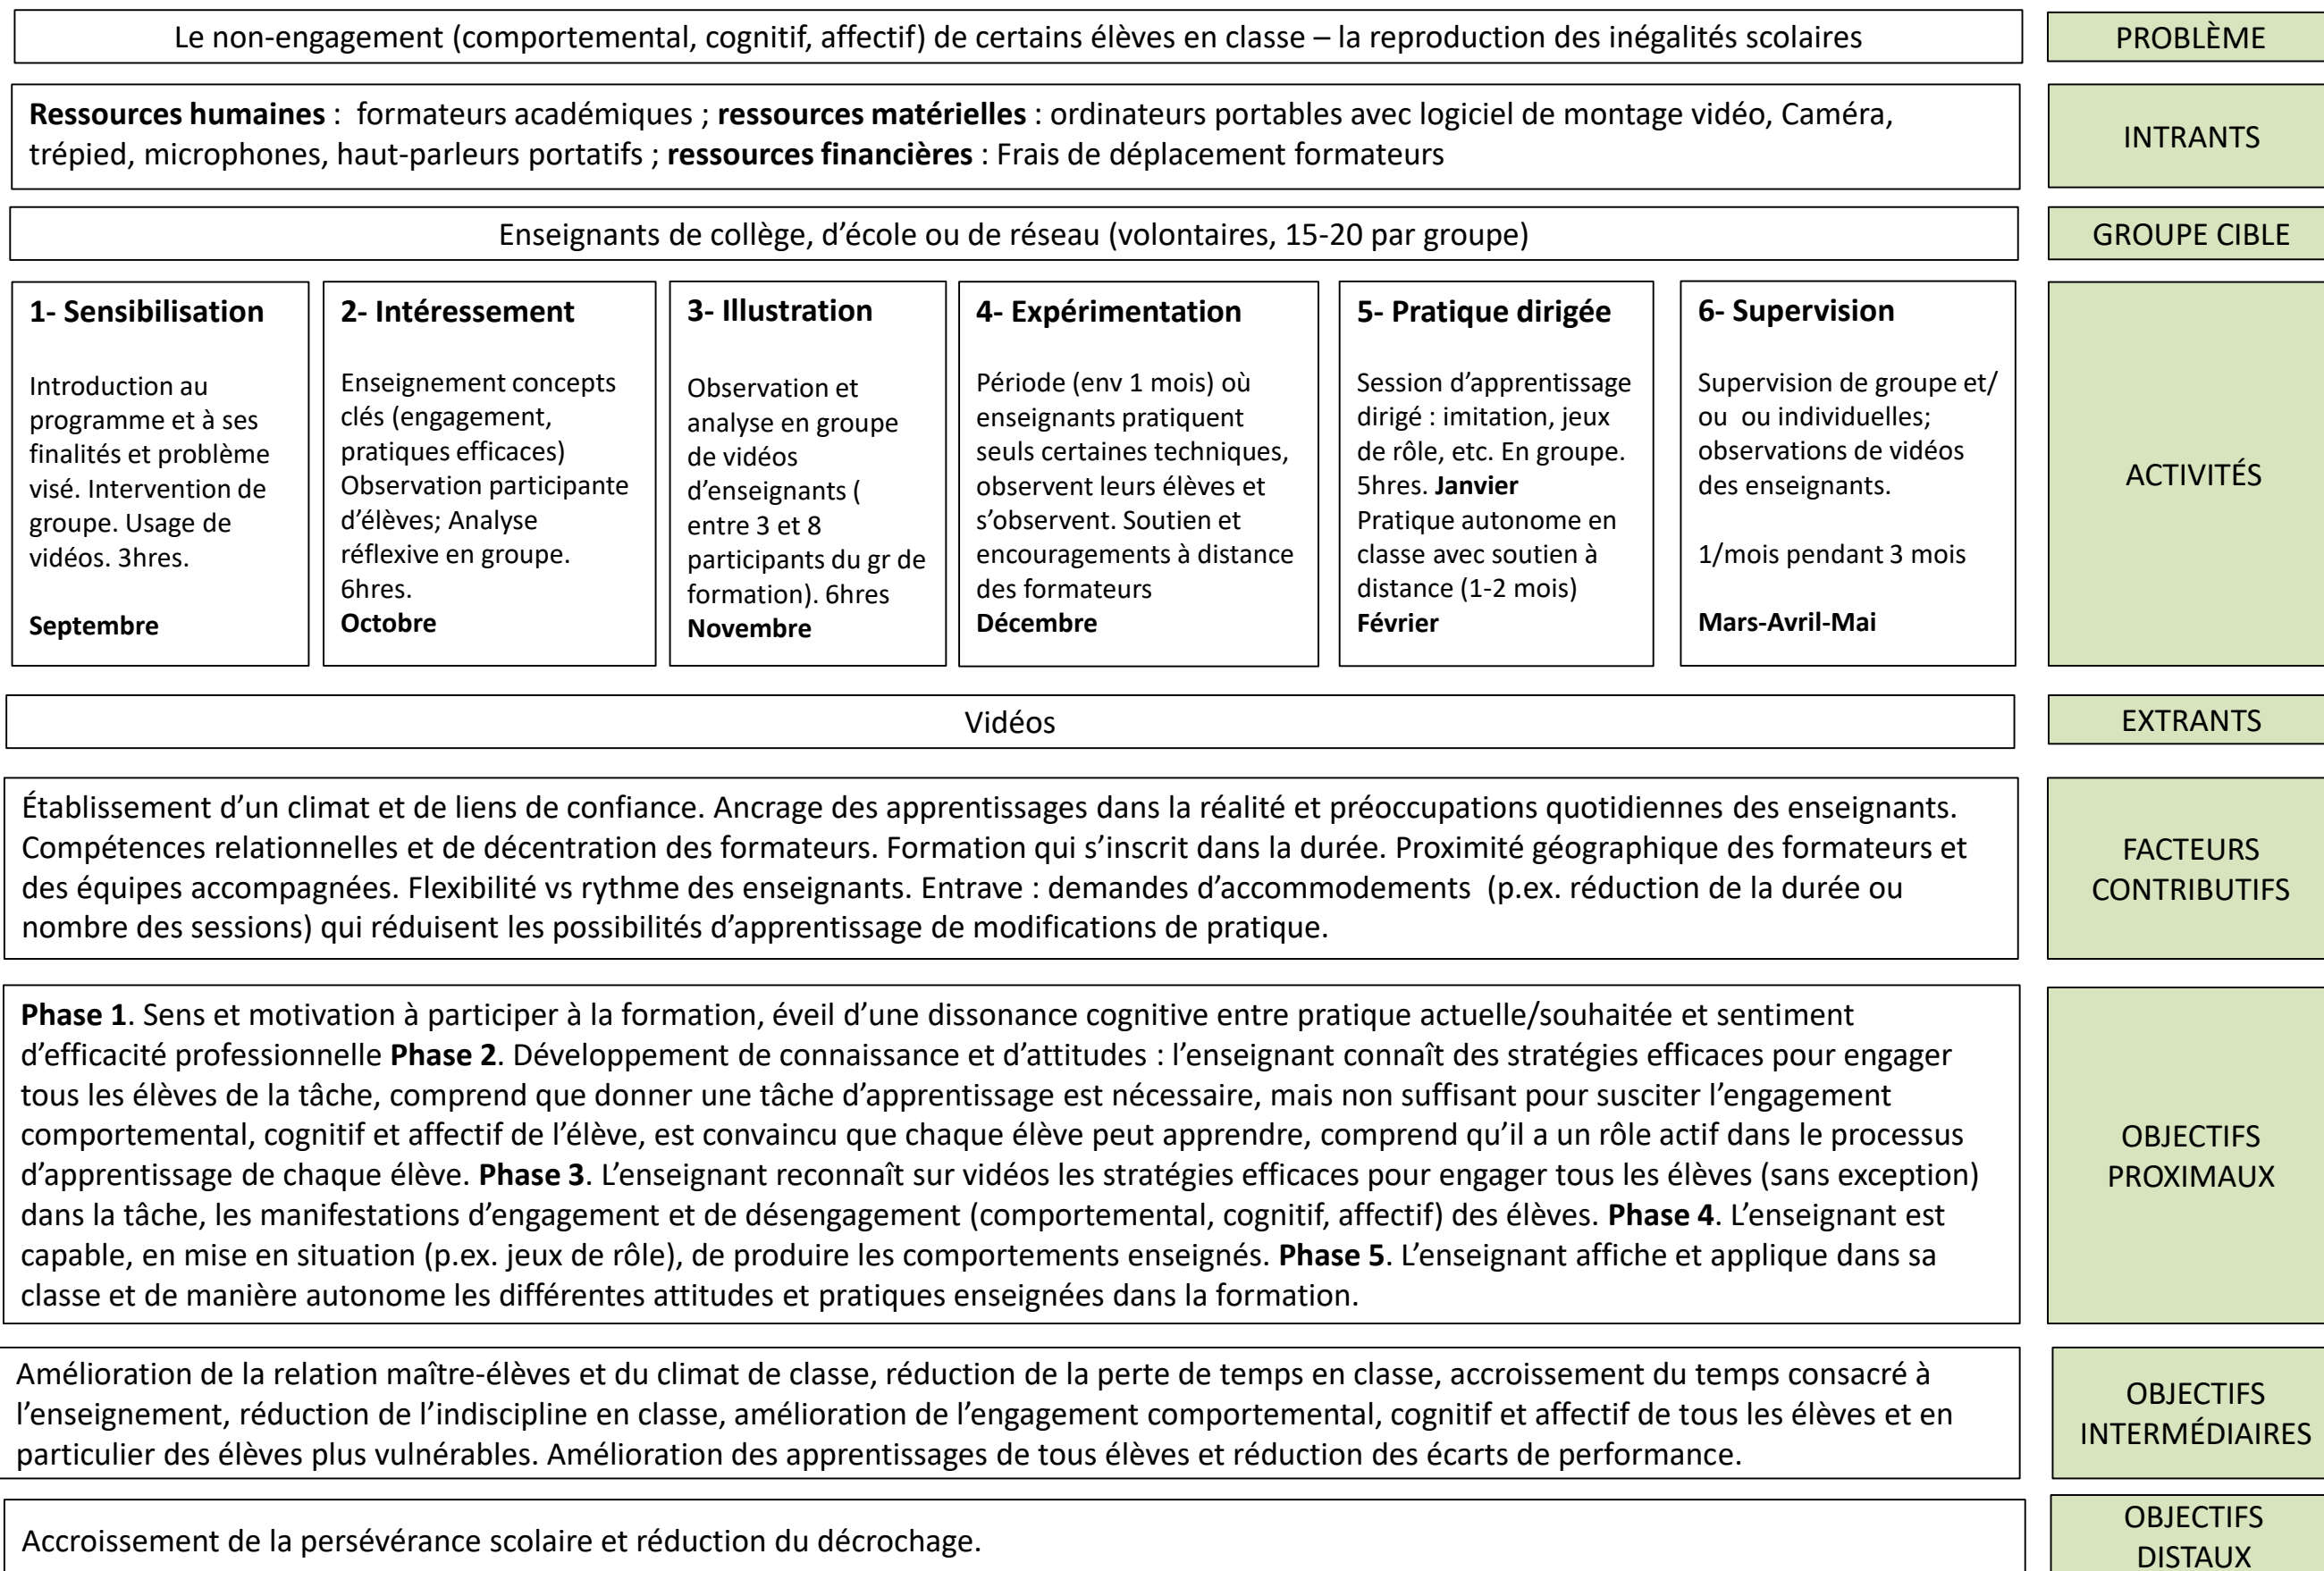 Le non-engagement (comportemental, cognitif, affectif) de certains élèves en classe – la reproduction des inégalités scolaires
PROBLÈME
Ressources humaines : formateurs académiques ; ressources matérielles : ordinateurs portables avec logiciel de montage vidéo, Caméra,
trépied, microphones, haut-parleurs portatifs ; ressources financières : Frais de déplacement formateurs
INTRANTS
Enseignants de collège, d’école ou de réseau (volontaires, 15-20 par groupe)
GROUPE CIBLE
1- Sensibilisation
Introduction au
programme et à ses
finalités et problème
visé. Intervention de
groupe. Usage de
vidéos. 3hres.
Septembre
2- Intéressement
Enseignement concepts
clés (engagement,
pratiques efficaces)
Observation participante
d’élèves; Analyse
réflexive en groupe.
6hres.
Octobre
3- Illustration
Observation et
analyse en groupe
de vidéos
d’enseignants (
entre 3 et 8
participants du gr de
formation). 6hres
Novembre
4- Expérimentation
Période (env 1 mois) où
enseignants pratiquent
seuls certaines techniques,
observent leurs élèves et
s’observent. Soutien et
encouragements à distance
des formateurs
Décembre
5- Pratique dirigée
Session d’apprentissage
dirigé : imitation, jeux
de rôle, etc. En groupe.
5hres. Janvier
Pratique autonome en
classe avec soutien à
distance (1-2 mois)
Février
6- Supervision
Supervision de groupe et/
ou ou individuelles;
observations de vidéos
des enseignants.
1/mois pendant 3 mois
Mars-Avril-Mai
ACTIVITÉS
Vidéos
EXTRANTS
Établissement d’un climat et de liens de confiance. Ancrage des apprentissages dans la réalité et préoccupations quotidiennes des enseignants.
Compétences relationnelles et de décentration des formateurs. Formation qui s’inscrit dans la durée. Proximité géographique des formateurs et
des équipes accompagnées. Flexibilité vs rythme des enseignants. Entrave : demandes d’accommodements (p.ex. réduction de la durée ou
nombre des sessions) qui réduisent les possibilités d’apprentissage de modifications de pratique.
FACTEURS
CONTRIBUTIFS
Phase 1. Sens et motivation à participer à la formation, éveil d’une dissonance cognitive entre pratique actuelle/souhaitée et sentiment
d’efficacité professionnelle Phase 2. Développement de connaissance et d’attitudes : l’enseignant connaît des stratégies efficaces pour engager
tous les élèves de la tâche, comprend que donner une tâche d’apprentissage est nécessaire, mais non suffisant pour susciter l’engagement
comportemental, cognitif et affectif de l’élève, est convaincu que chaque élève peut apprendre, comprend qu’il a un rôle actif dans le processus
d’apprentissage de chaque élève. Phase 3. L’enseignant reconnaît sur vidéos les stratégies efficaces pour engager tous les élèves (sans exception)
dans la tâche, les manifestations d’engagement et de désengagement (comportemental, cognitif, affectif) des élèves. Phase 4. L’enseignant est
capable, en mise en situation (p.ex. jeux de rôle), de produire les comportements enseignés. Phase 5. L’enseignant affiche et applique dans sa
classe et de manière autonome les différentes attitudes et pratiques enseignées dans la formation.
OBJECTIFS
PROXIMAUX
Amélioration de la relation maître-élèves et du climat de classe, réduction de la perte de temps en classe, accroissement du temps consacré à
l’enseignement, réduction de l’indiscipline en classe, amélioration de l’engagement comportemental, cognitif et affectif de tous les élèves et en
particulier des élèves plus vulnérables. Amélioration des apprentissages de tous élèves et réduction des écarts de performance.
OBJECTIFS
INTERMÉDIAIRES
Accroissement de la persévérance scolaire et réduction du décrochage.
OBJECTIFS
DISTAUX